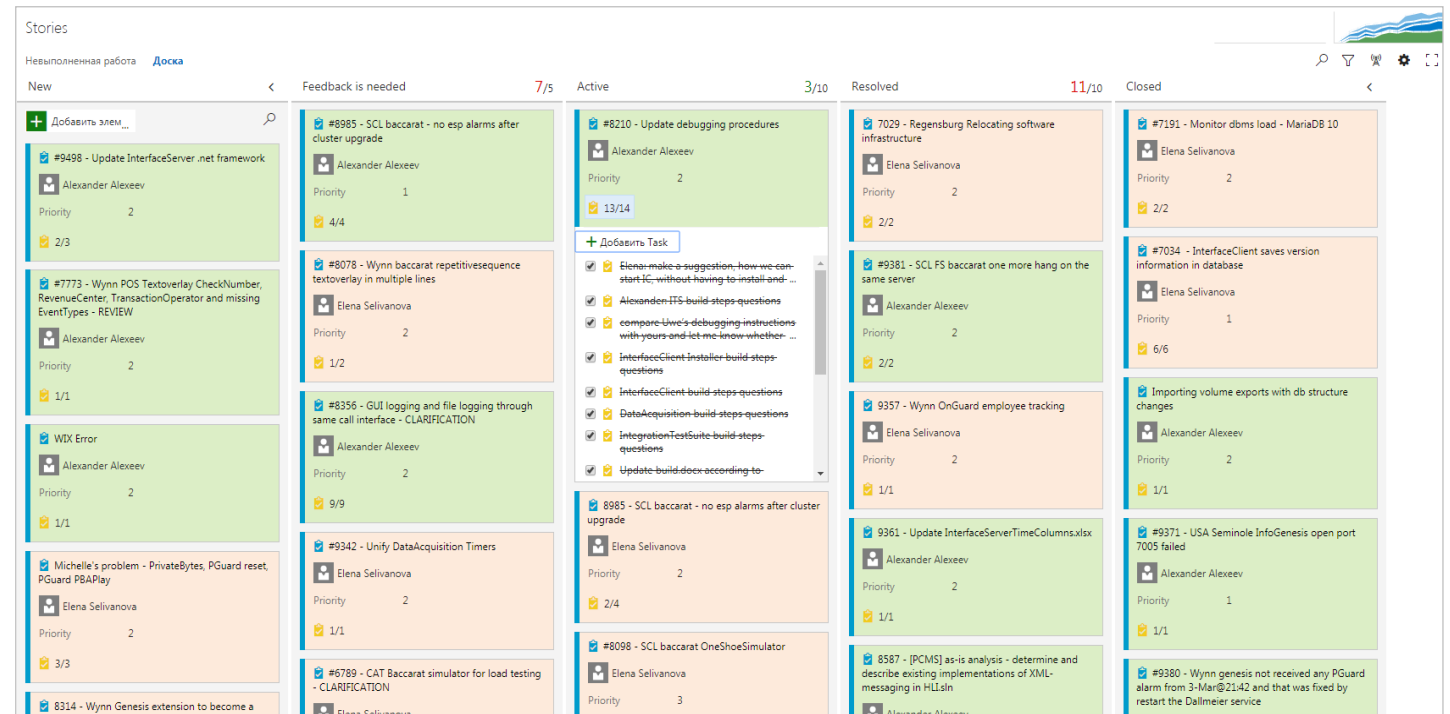 Stories
Невыполненная работа Доска
New
Добавить элем...
#9498 - Update InterfaceServer .net framework
Alexander Alexeev
Priority 2
2/3
#7773 - Wynn POS Textoverlay CheckNumber,
RevenueCenter, TransactionOperator and missing
EventTypes - REVIEW
Alexander Alexeev
Priority 2
1/1
WIX Error
Alexander Alexeev
Priority 2
1/1
Michelle's problem - PrivateBytes, PGuard reset,
PGuard PBAPlay
Elena Selivanova
Priority 2
3/3
8314 - Wynn Genesis extension to become a
Feedback is needed 7/5
#8985 - SCL baccarat - no esp alarms after
cluster upgrade
Alexander Alexeev
Priority 1
4/4
#8078 - Wynn baccarat repetitivesequence
textoverlay in multiple lines
Elena Selivanova
Priority 2
1/2
#8356 - GUI logging and file logging through
same call interface - CLARIFICATION
Alexander Alexeev
Priority 2
9/9
#9342 - Unify DataAcquisition Timers
Elena Selivanova
Priority 2
1/1
#6789 - CAT Baccarat simulator for load testing
- CLARIFICATION
Elena Selivanova
Active 3/10
#8210 - Update debugging procedures
Alexander Alexeev
Priority 2
13/14
Добавить Task
Elena: make a suggestion, how we can
start IC, without having to install and ...
Alexander: ITS build steps questions
compare Uwe's debugging instructions
with yours and let me know whether ...
InterfaceClient Installer build steps
questions
InterfaceClient build steps questions
DataAcquisition build steps questions
IntegrationTestSuite build steps
questions
Update build.docx according to
8985 - SCL baccarat - no esp alarms after cluster
upgrade
Elena Selivanova
Priority 2
2/4
#8098 - SCL baccarat OneShoeSimulator
Elena Selivanova
Priority 3
Resolved 11/10
7029 - Regensburg Relocating software
infrastructure
Elena Selivanova
Priority 2
2/2
#9381 - SCL FS baccarat one more hang on the
same server
Alexander Alexeev
Priority 2
2/2
9357 - Wynn OnGuard employee tracking
Elena Selivanova
Priority 2
1/1
9361 - Update InterfaceServerTimeColumns.xlsx
Alexander Alexeev
Priority 2
1/1
8587 - [PCMS] as-is analysis - determine and
describe existing implementations of XML-
messaging in HLI.sln
Alexander Alexeev
Closed
#7191 - Monitor dbms load - MariaDB 10
Elena Selivanova
Priority 2
2/2
#7034 - InterfaceClient saves version
information in database
Elena Selivanova
Priority 1
6/6
Importing volume exports with db structure
changes
Alexander Alexeev
Priority 2
1/1
#9371 - USA Seminole InfoGenesis open port
7005 failed
Alexander Alexeev
Priority 1
1/1
#9380 - Wynn genesis not received any PGuard
alarm from 3-Mar@21:42 and that was fixed by
restart the Dallmeier service